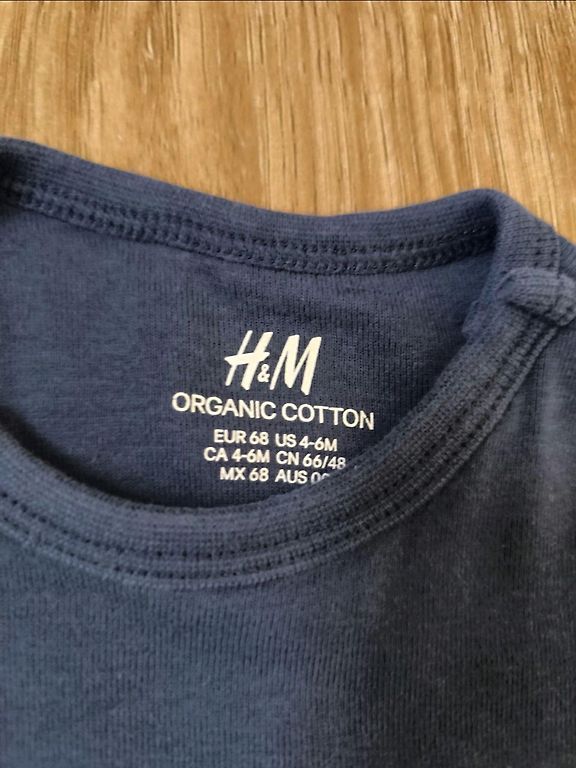 H&M
ORGANIC COTTON
EUR 68 US 4-6M
CA 4-6M CN 66/48
MX 68 AUS